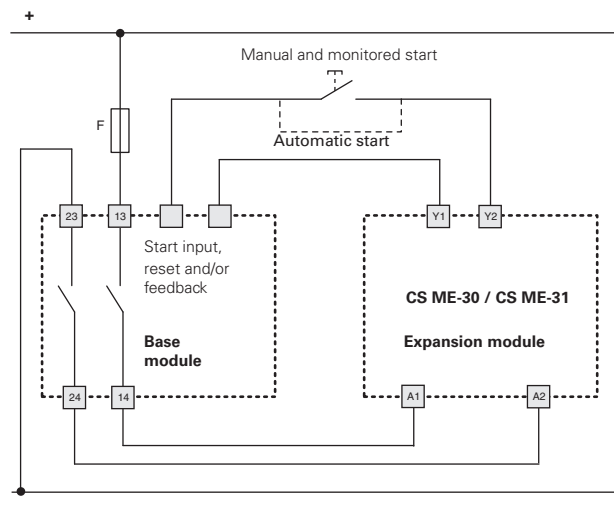 +
Manual and monitored start
F
Automatic start
23
13
Y1
Y2
Start input,
reset and/or
feedback
CS ME-30 / CS ME-31
Base
module
Expansion module
24
14
A1
A2
-